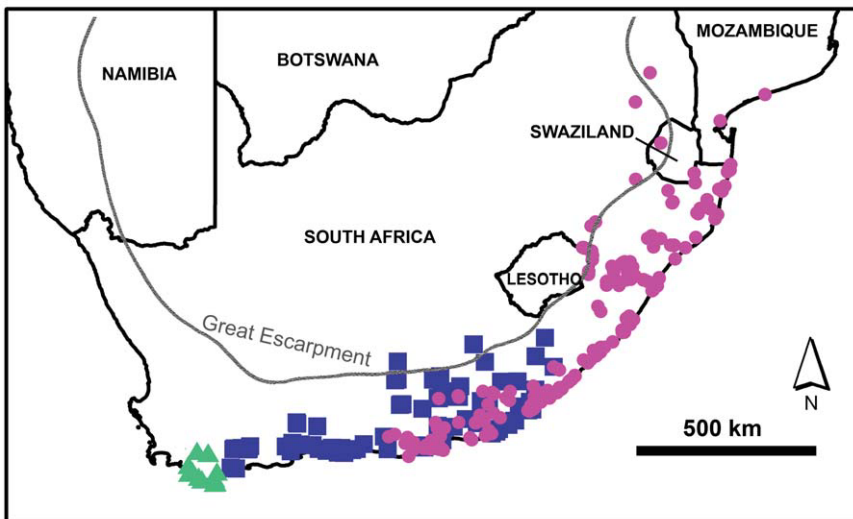 MOZAMBIQUE
NAMIBIA
BOTSWANA
SWAZILAND
SOUTH AFRICA
LESOTHO
Great Escarpment
N
500 km